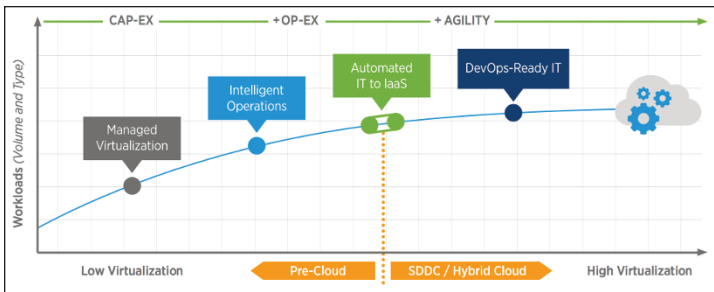 CAP-EX
+OP-EX
+ AGILITY
Workloads (Volume and Type)
Managed
Virtualization
Intelligent
Operations
Automated
IT to IaaS
DevOps-Ready IT
Low Virtualization
Pre-Cloud
SDDC / Hybrid Cloud
High Virtualization